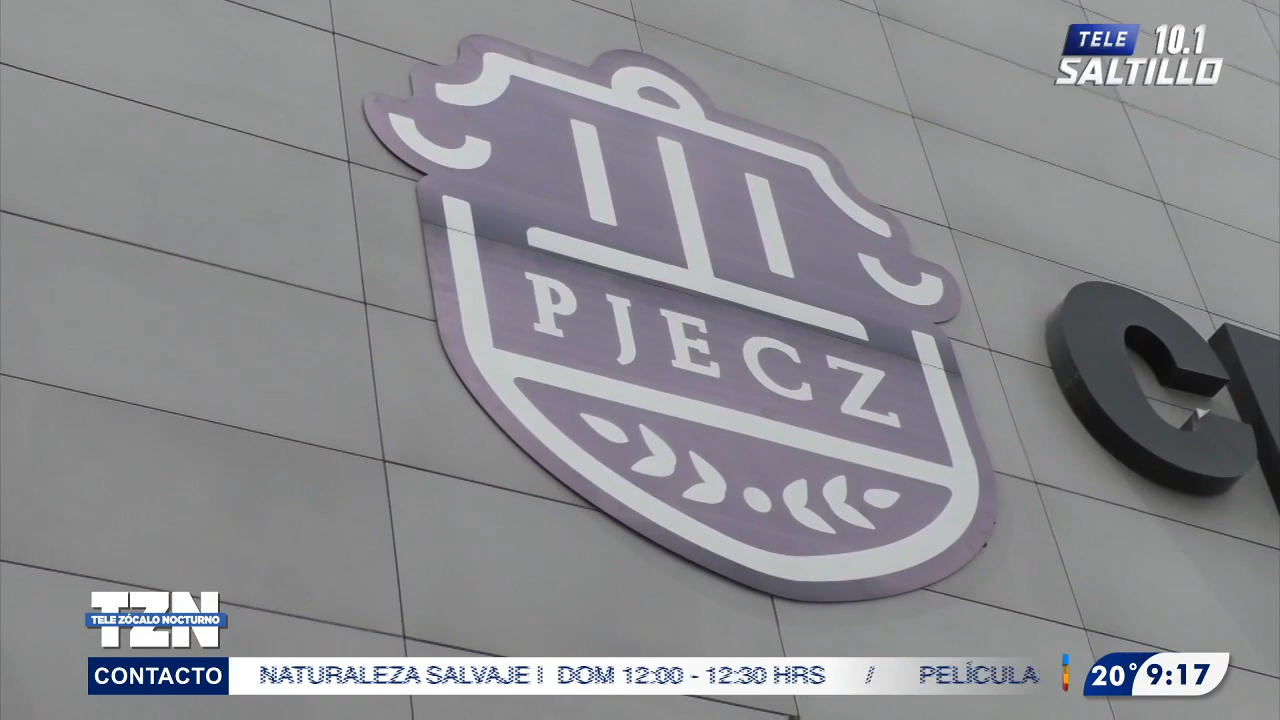 TELE 10.1
SALTILLO
PJECZ
C
TZN
TELE ZÓCALO NOCTURNO
CONTACTO NATURALEZA SALVAJE | DOM 12:00 - 12:30 HRS / PELÍCULA 20° 9:17